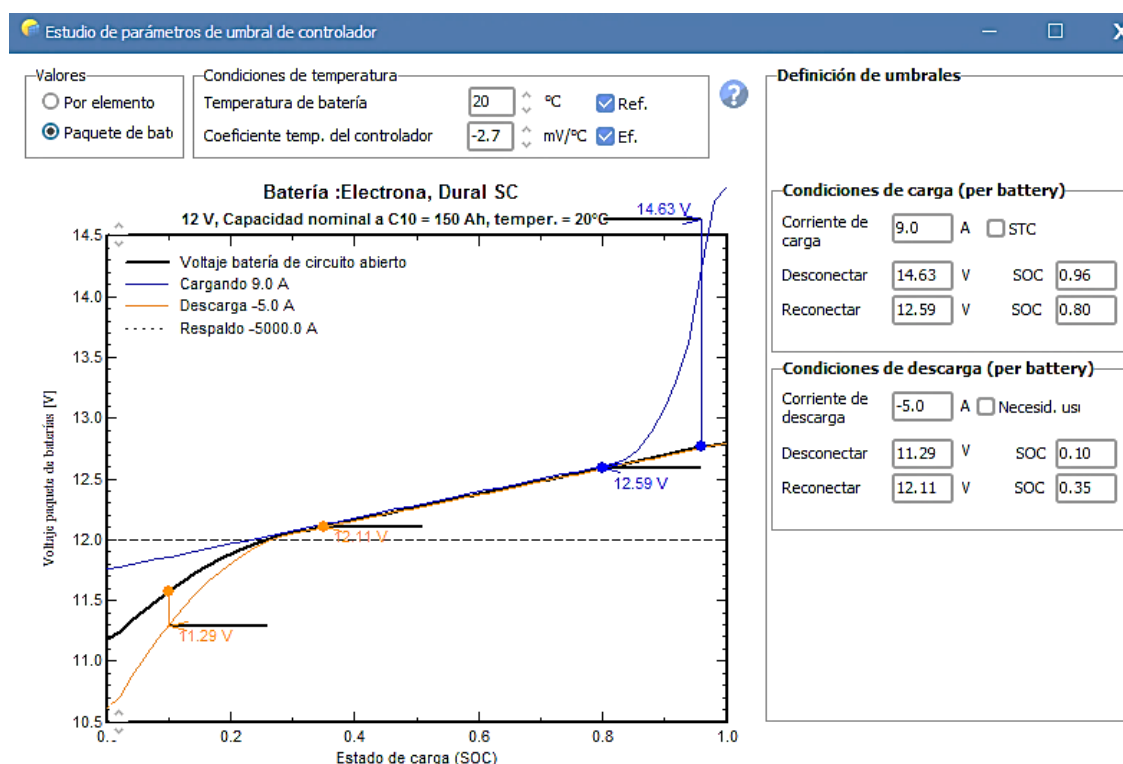 Estudio de parámetros de umbral de controlador
Valores
Por elemento
Paquete de bat
Condiciones de temperatura
Temperatura de batería 20 ºC Ref.
Coeficiente temp. del controlador -2.7 mV/ºC Ef.
?
Batería :Electrona, Dural SC
12 V, Capacidad nominal a C10 = 150 Ah, temper. = 20ºC
14.63 V
Voltaje batería de circuito abierto
Cargando 9.0 A
Descarga -5.0 A
Respaldo -5000.0 A
12.59 V
12.11 V
11.29 V
Voltaje paquete de baterías [V]
14.5
14.0
13.5
13.0
12.5
12.0
11.5
11.0
10.5
0.2 0.4 0.6 0.8 1.0
Estado de carga (SOC)
Definición de umbrales
Condiciones de carga (per battery)
Corriente de
carga
9.0 A STC
Desconectar 14.63 V SOC 0.96
Reconectar 12.59 V SOC 0.80
Condiciones de descarga (per battery)
Corriente de
descarga
-5.0 A Necesid. usu
Desconectar 11.29 V SOC 0.10
Reconectar 12.11 V SOC 0.35